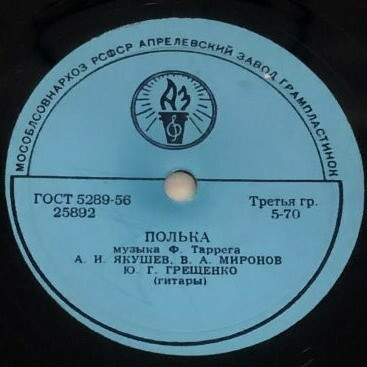 МОСОБЛСОВНАРХОЗ РСФСР АПРЕЛЕВСКИЙ ЗАВОД ГРАМПЛАСТИНОК
АЗ
ГОСТ 5289-56
25892
Третья гр.
5-70
ПОЛЬКА
музыка Ф. Таррега
А. И. ЯКУШЕВ, В. А. МИРОНОВ
Ю. Г. ГРЕЩЕНКО
(гитары)